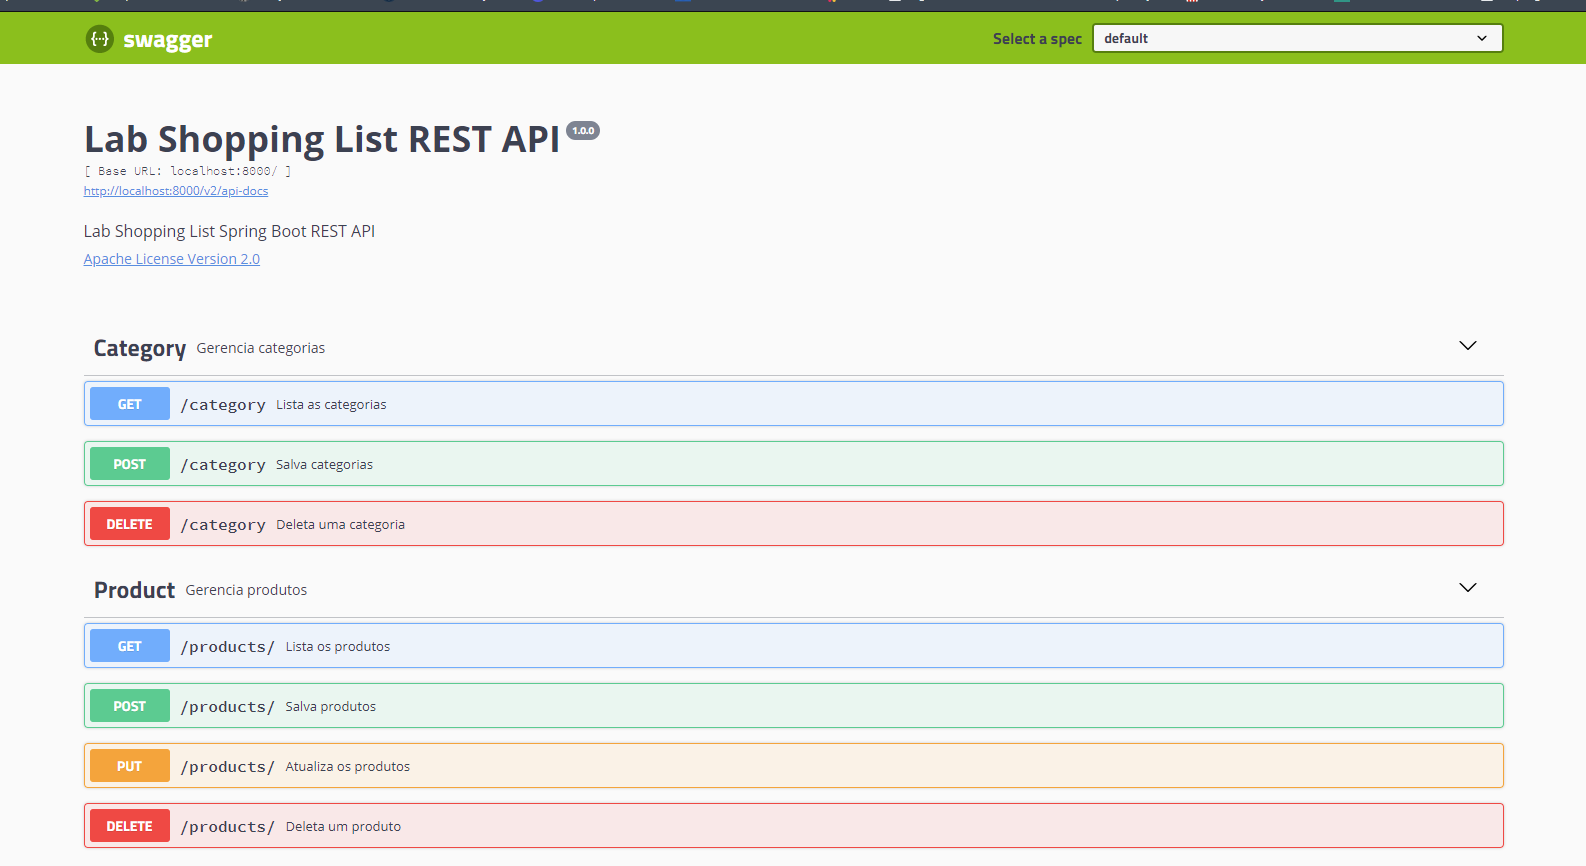 swagger
Select a spec default
Lab Shopping List REST API 1.0.0
[ Base URL: localhost:8000/ ]
http://localhost:8000/v2/api-docs
Lab Shopping List Spring Boot REST API
Apache License Version 2.0
Category Gerencia categorias
GET /category Lista as categorias
POST /category Salva categorias
DELETE /category Deleta uma categoria
Product Gerencia produtos
GET /products/ Lista os produtos
POST /products/ Salva produtos
PUT /products/ Atualiza os produtos
DELETE /products/ Deleta um produto